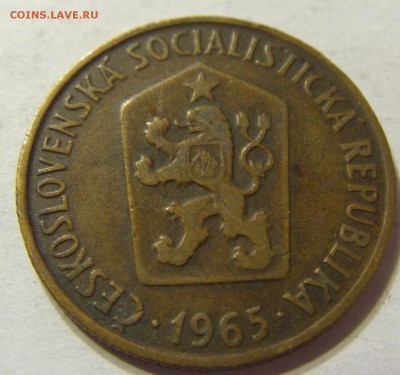 COINS.LAVE.RU
ČESKOSLOVENSKÁ SOCIALISTICKÁ REPUBLIKA
· 1965 ·